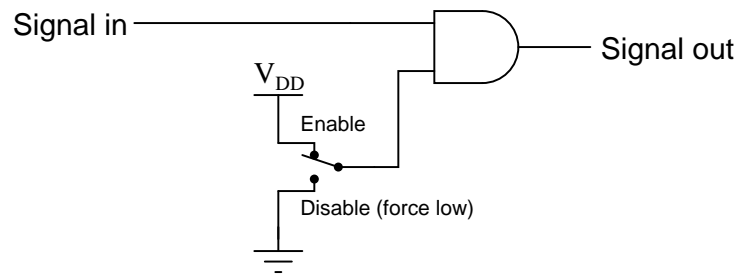 Signal in
Signal out
VDD
Enable
Disable (force low)